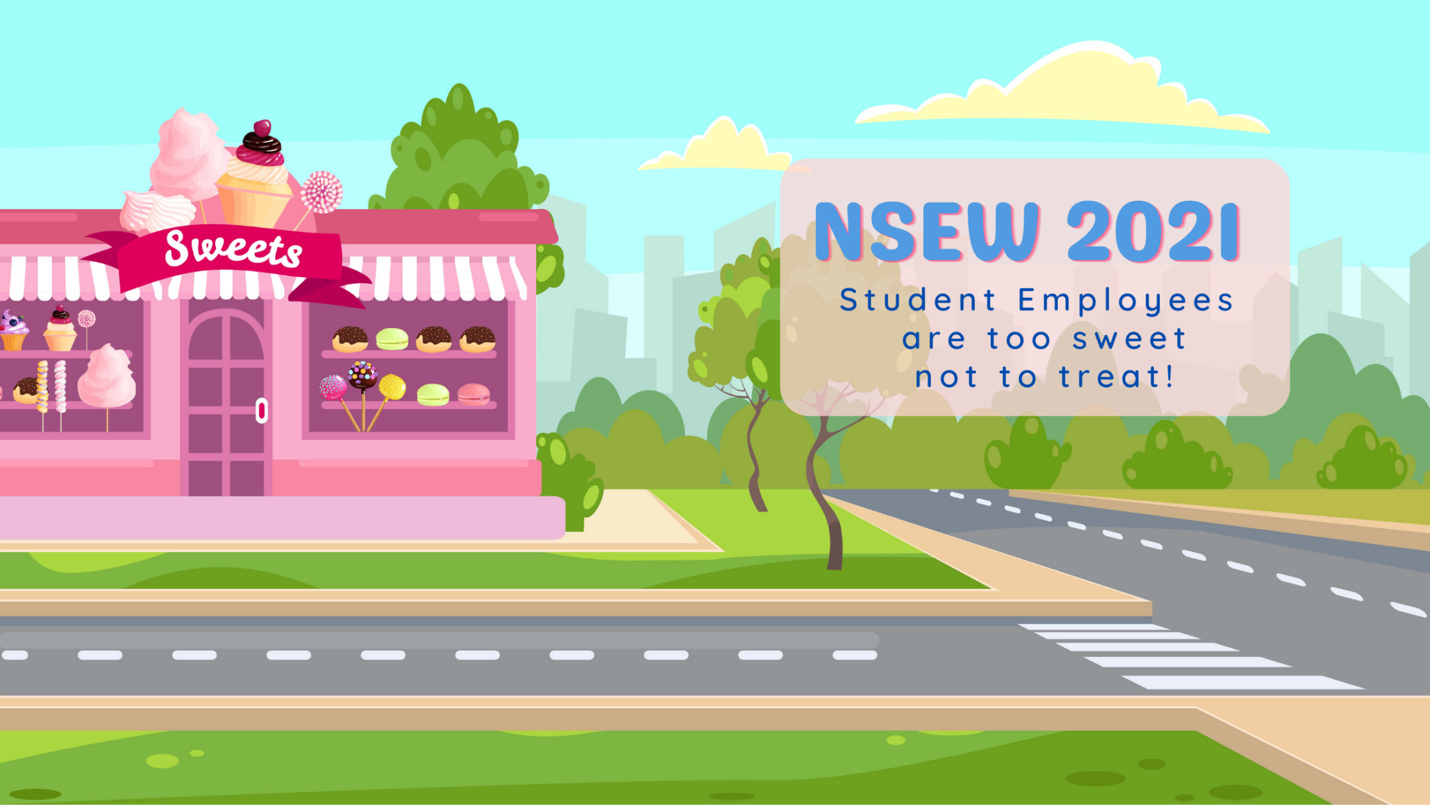 Sweets
NSEW 2021
Student Employees
are too sweet
not to treat!